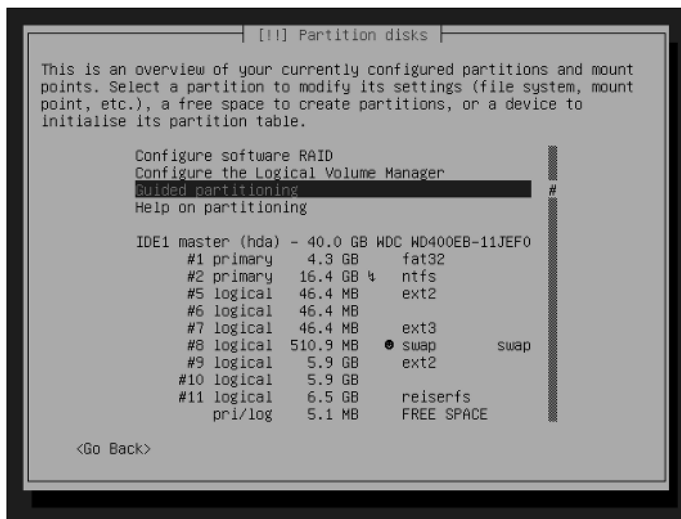 [!!] Partition disks
This is an overview of your currently configured partitions and mount
points. Select a partition to modify its settings (file system, mount
point, etc.), a free space to create partitions, or a device to
initialise its partition table.
Configure software RAID
Configure the Logical Volume Manager
Guided partitioning
#
Help on partitioning
IDE1 master (hda) - 40.0 GB WDC WD400EB-11JEF0
#1 primary 4.3 GB fat32
#2 primary 16.4 GB ↯ ntfs
#5 logical 46.4 MB ext2
#6 logical 46.4 MB
#7 logical 46.4 MB ext3
#8 logical 510.9 MB ☻ swap swap
#9 logical 5.9 GB ext2
#10 logical 5.9 GB
#11 logical 6.5 GB reiserfs
pri/log 5.1 MB FREE SPACE
<Go Back>